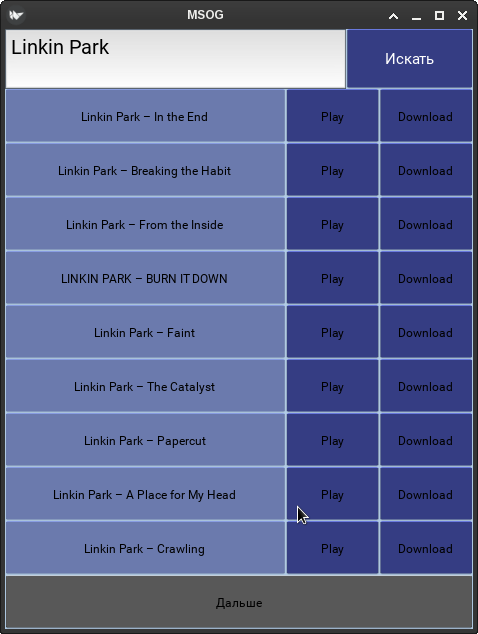 MSOG
Linkin Park
Искать
Linkin Park – In the End Play Download
Linkin Park – Breaking the Habit Play Download
Linkin Park – From the Inside Play Download
LINKIN PARK – BURN IT DOWN Play Download
Linkin Park – Faint Play Download
Linkin Park – The Catalyst Play Download
Linkin Park – Papercut Play Download
Linkin Park – A Place for My Head Play Download
Linkin Park – Crawling Play Download
Дальше